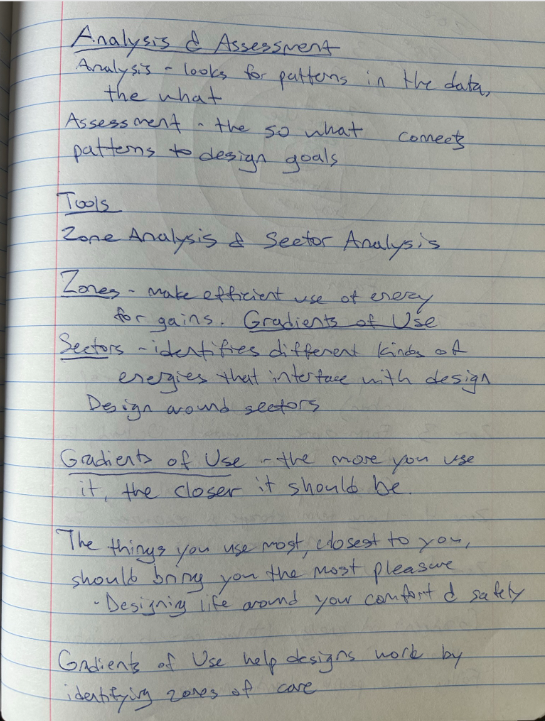 Analysis & Assessment
Analysis - looks for patterns in the data,
the what
Assessment - the so what connects
patterns to design goals
Tools
Zone Analysis & Sector Analysis
Zones - make efficient use of energy
for gains. Gradients of Use
Sectors - identifies different kinds of
energies that interface with design
Design around sectors
Gradients of Use - the more you use
it, the closer it should be.
The things you use most, closest to you,
should bring you the most pleasure
- Designing life around your comfort & safety
Gradients of Use help designs work by
identifying zones of care